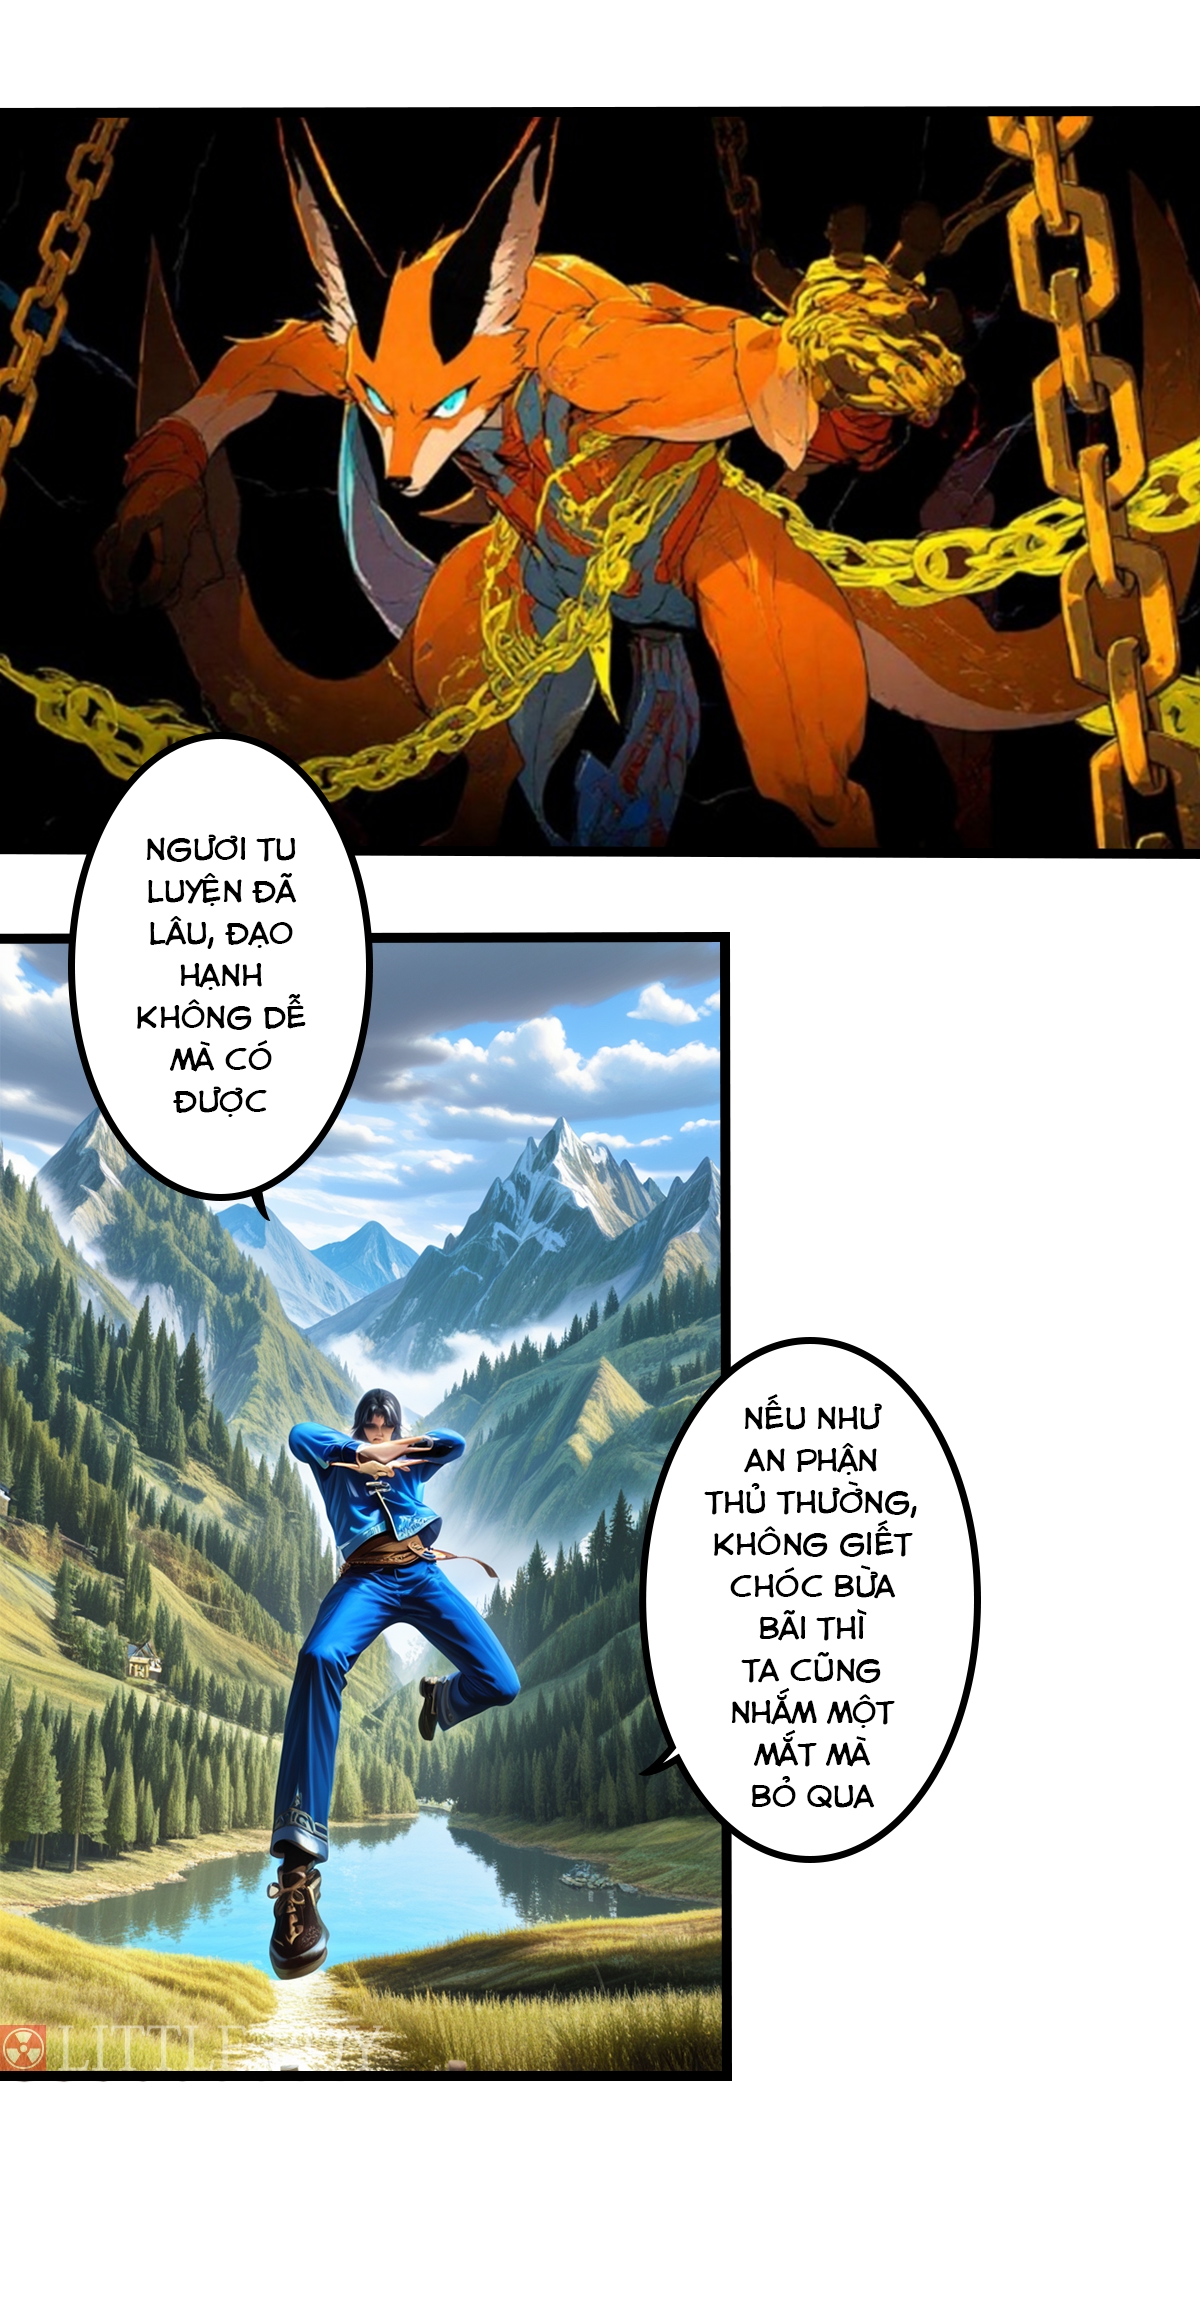 NGƯƠI TU
LUYỆN ĐÃ
LÂU, ĐẠO
HẠNH
KHÔNG DỄ
MÀ CÓ
ĐƯỢC
NẾU NHƯ
AN PHẬN
THỦ THƯỜNG,
KHÔNG GIẾT
CHÓC BỪA
BÃI THÌ
TA CŨNG
NHẮM MỘT
MẮT MÀ
BỎ QUA